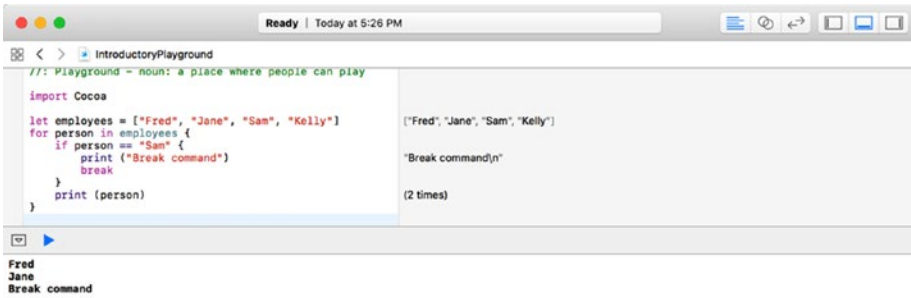 Ready | Today at 5:26 PM
IntroductoryPlayground
//: Playground – noun: a place where people can play
import Cocoa
let employees = ["Fred", "Jane", "Sam", "Kelly"]
["Fred", "Jane", "Sam", "Kelly"]
for person in employees {
if person == "Sam" {
print ("Break command")
"Break command\n"
break
}
print (person)
(2 times)
}
Fred
Jane
Break command